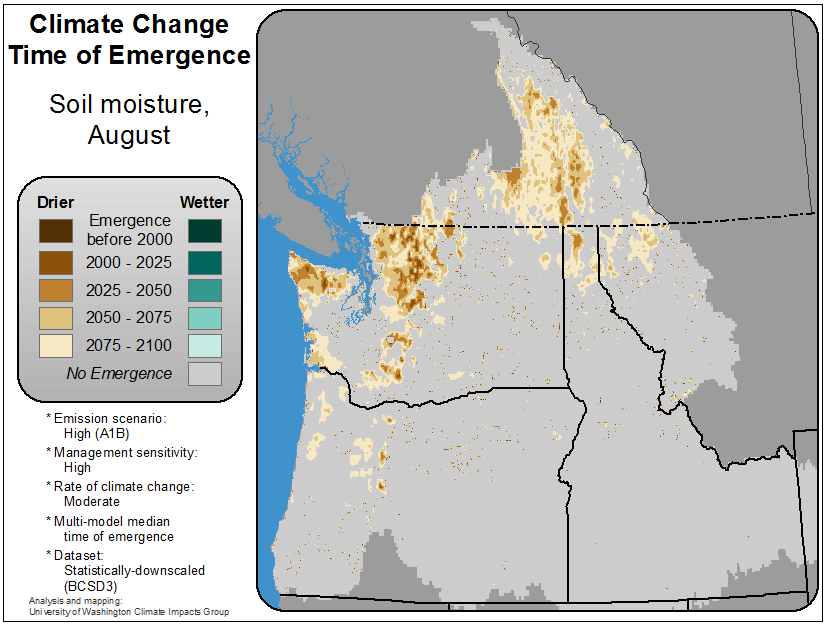 Climate Change
Time of Emergence
Soil moisture,
August
Drier
Wetter
Emergence
before 2000
2000 - 2025
2025 - 2050
2050 - 2075
2075 - 2100
No Emergence
* Emission scenario:
High (A1B)
* Management sensitivity:
High
* Rate of climate change:
Moderate
* Multi-model median
time of emergence
* Dataset:
Statistically-downscaled
(BCSD3)
Analysis and mapping:
University of Washington Climate Impacts Group